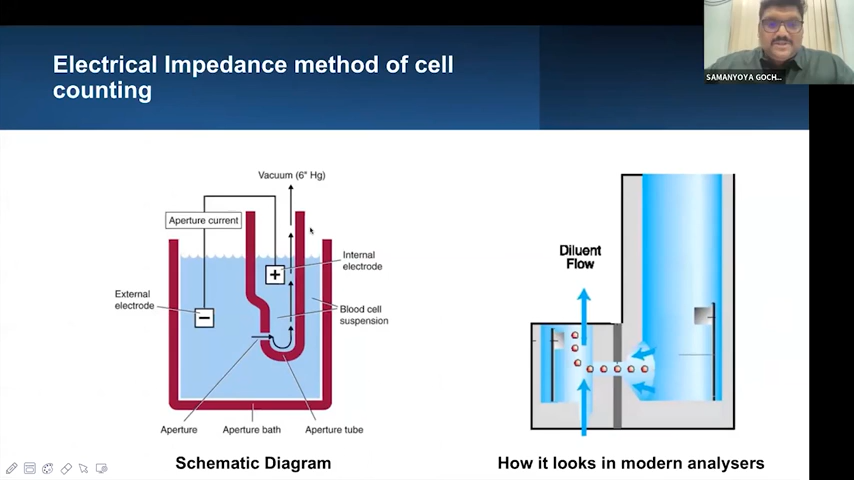 SAMANYOYA GOCH...
Electrical Impedance method of cell
counting
Vacuum (6" Hg)
Aperture current
+
Internal
electrode
External
electrode
−
Blood cell
suspension
Aperture
Aperture bath
Aperture tube
Schematic Diagram
Diluent
Flow
How it looks in modern analysers